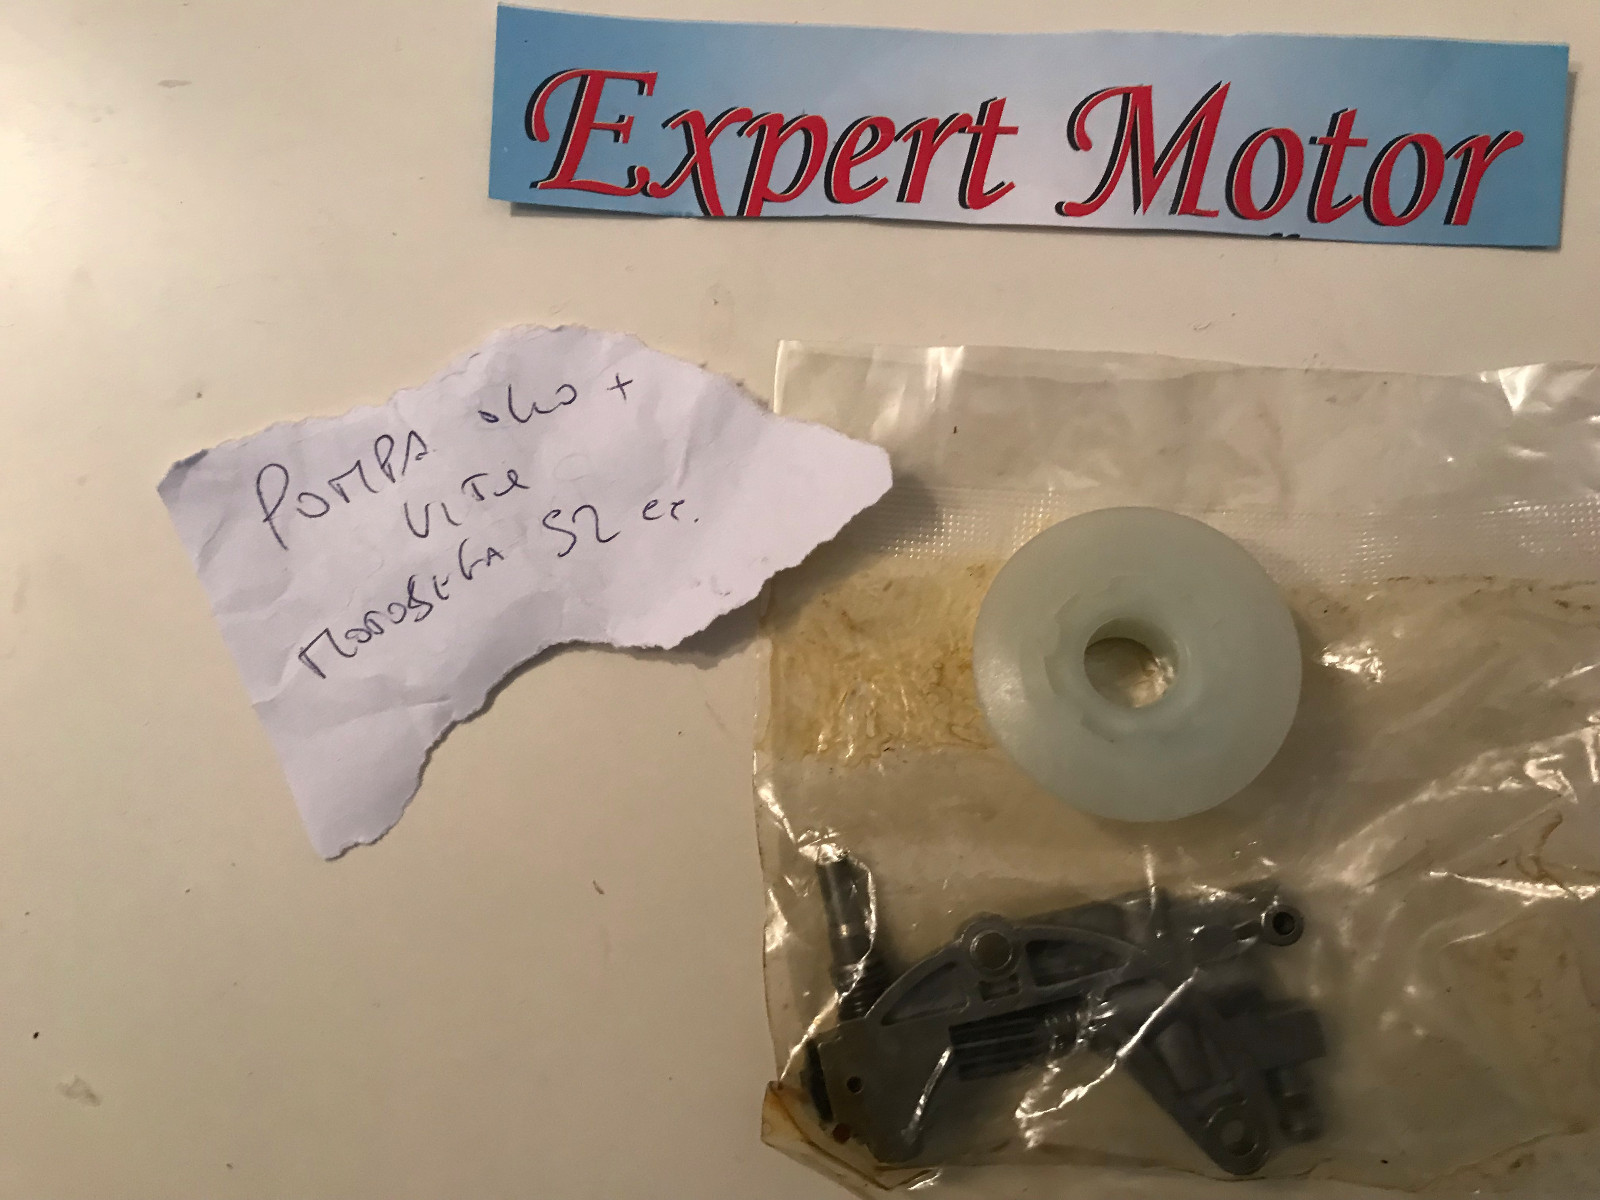 Expert Motor
POMPA olio +
VITE
MOTOSEGA 52 cc.